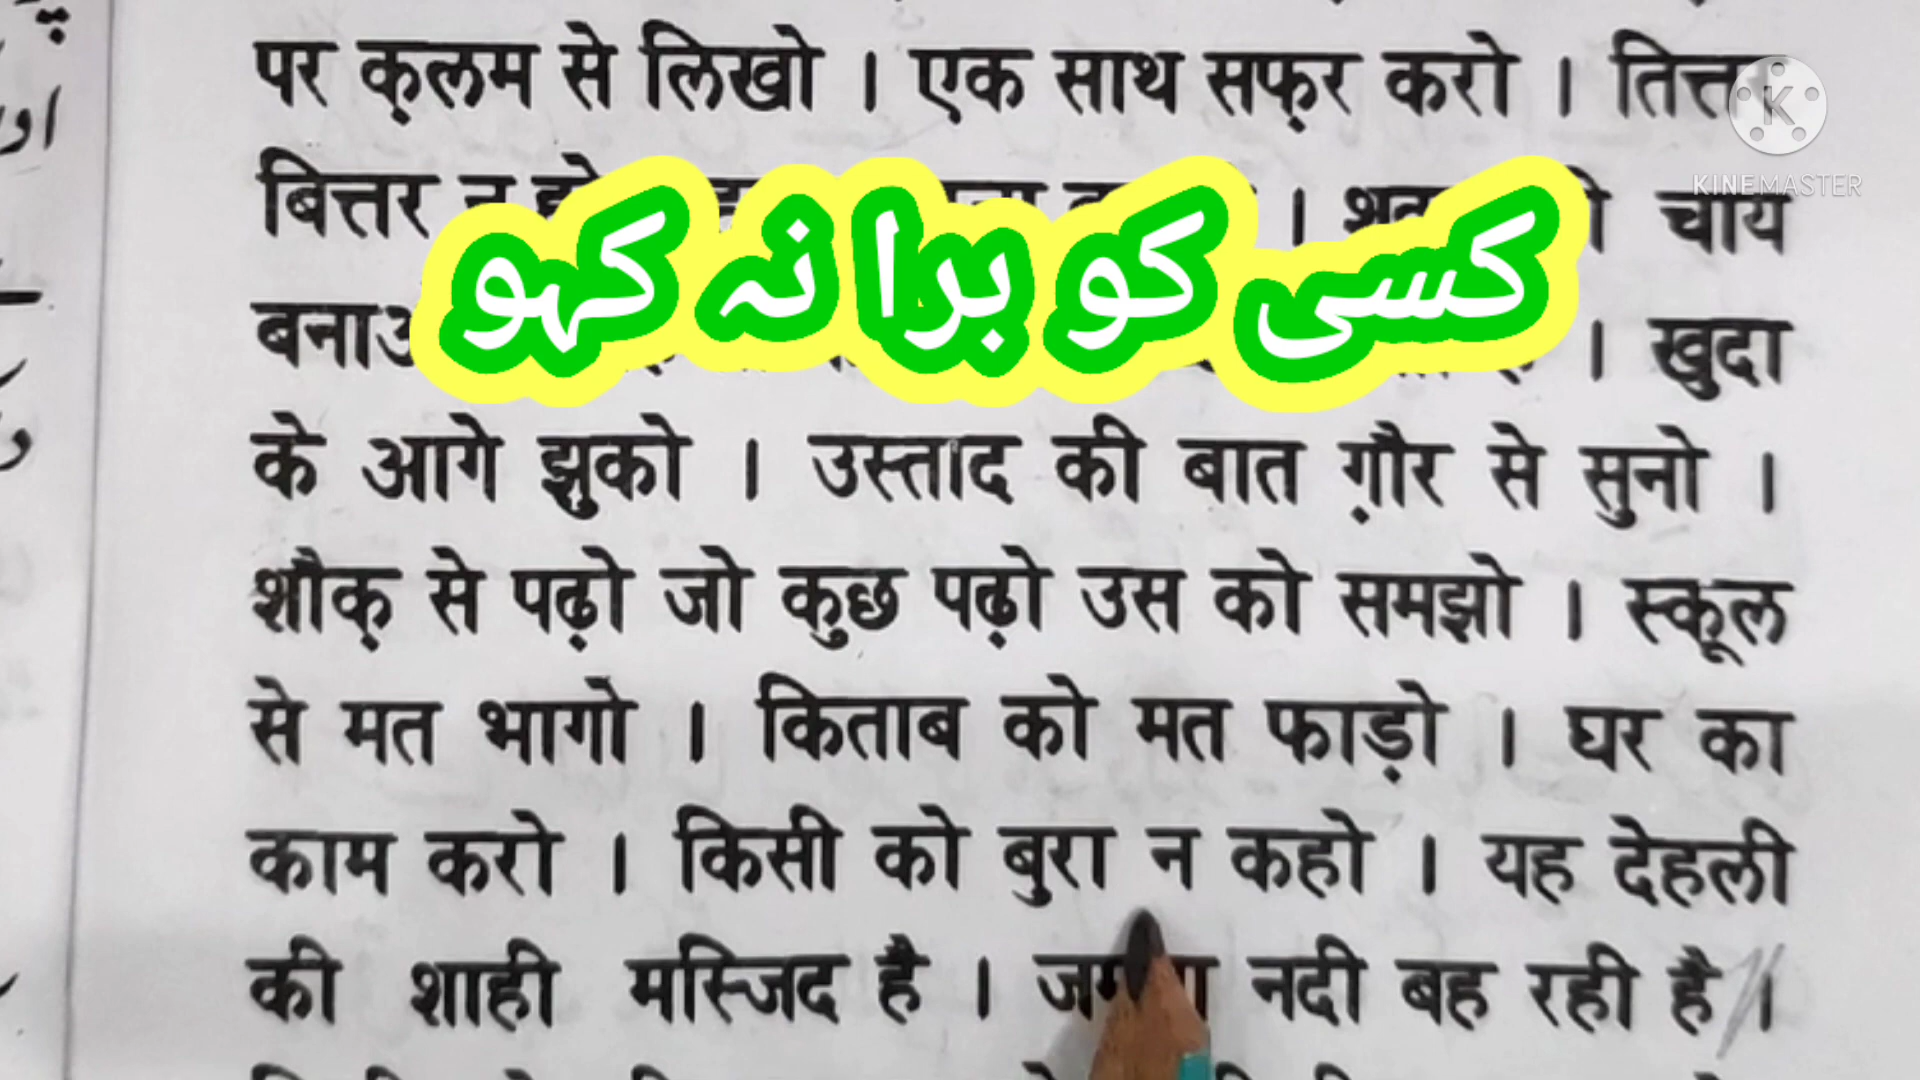 पर क़लम से लिखो । एक साथ सफ़र करो ।
KINEMASTER
बित्तर न चाय
کسی کو برا نہ کہو
। खुदा
के आगे झुको । उस्ताद की बात ग़ौर से सुनो ।
शौक़ से पढ़ो जो कुछ पढ़ो उस को समझो । स्कूल
से मत भागो । किताब को मत फाड़ो । घर का
काम करो । किसी को बुरा न कहो । यह देहली
की शाही मस्जिद है । नदी बह रही है ।